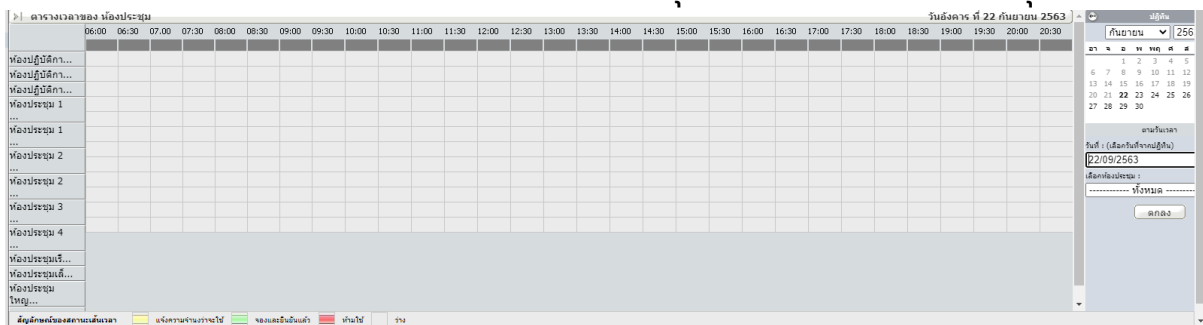 ตารางเวลาของ ห้องประชุม
วันอังคาร ที่ 22 กันยายน 2563
06:00 06:30 07.00 07:30 08:00 08:30 09:00 09:30 10:00 10:30 11:00 11:30 12:00 12:30 13:00 13:30 14:00 14:30 15:00 15:30 16:00 16:30 17:00 17:30 18:00 18:30 19:00 19:30 20:00 20:30
ห้องปฏิบัติกา...
ห้องปฏิบัติกา...
ห้องปฏิบัติกา...
ห้องประชุม 1
...
ห้องประชุม 1
...
ห้องประชุม 2
...
ห้องประชุม 2
...
ห้องประชุม 3
...
ห้องประชุม 4
...
ห้องประชุมเรื...
ห้องประชุมเล็...
ห้องประชุม
ใหญ่...
สัญลักษณ์ของสถานะเส้นเวลา แจ้งความจำนงว่าจะใช้ จองและยืนยันแล้ว ห้ามใช้ ว่าง
ปฏิทิน
กันยายน 256
อา จ อ พ พฤ ศ ส
1 2 3 4 5
6 7 8 9 10 11 12
13 14 15 16 17 18 19
20 21 22 23 24 25 26
27 28 29 30
ตามวันเวลา
วันที่ : (เลือกวันที่จากปฏิทิน)
22/09/2563
เลือกห้องประชุม :
------------ ทั้งหมด ---------
ตกลง